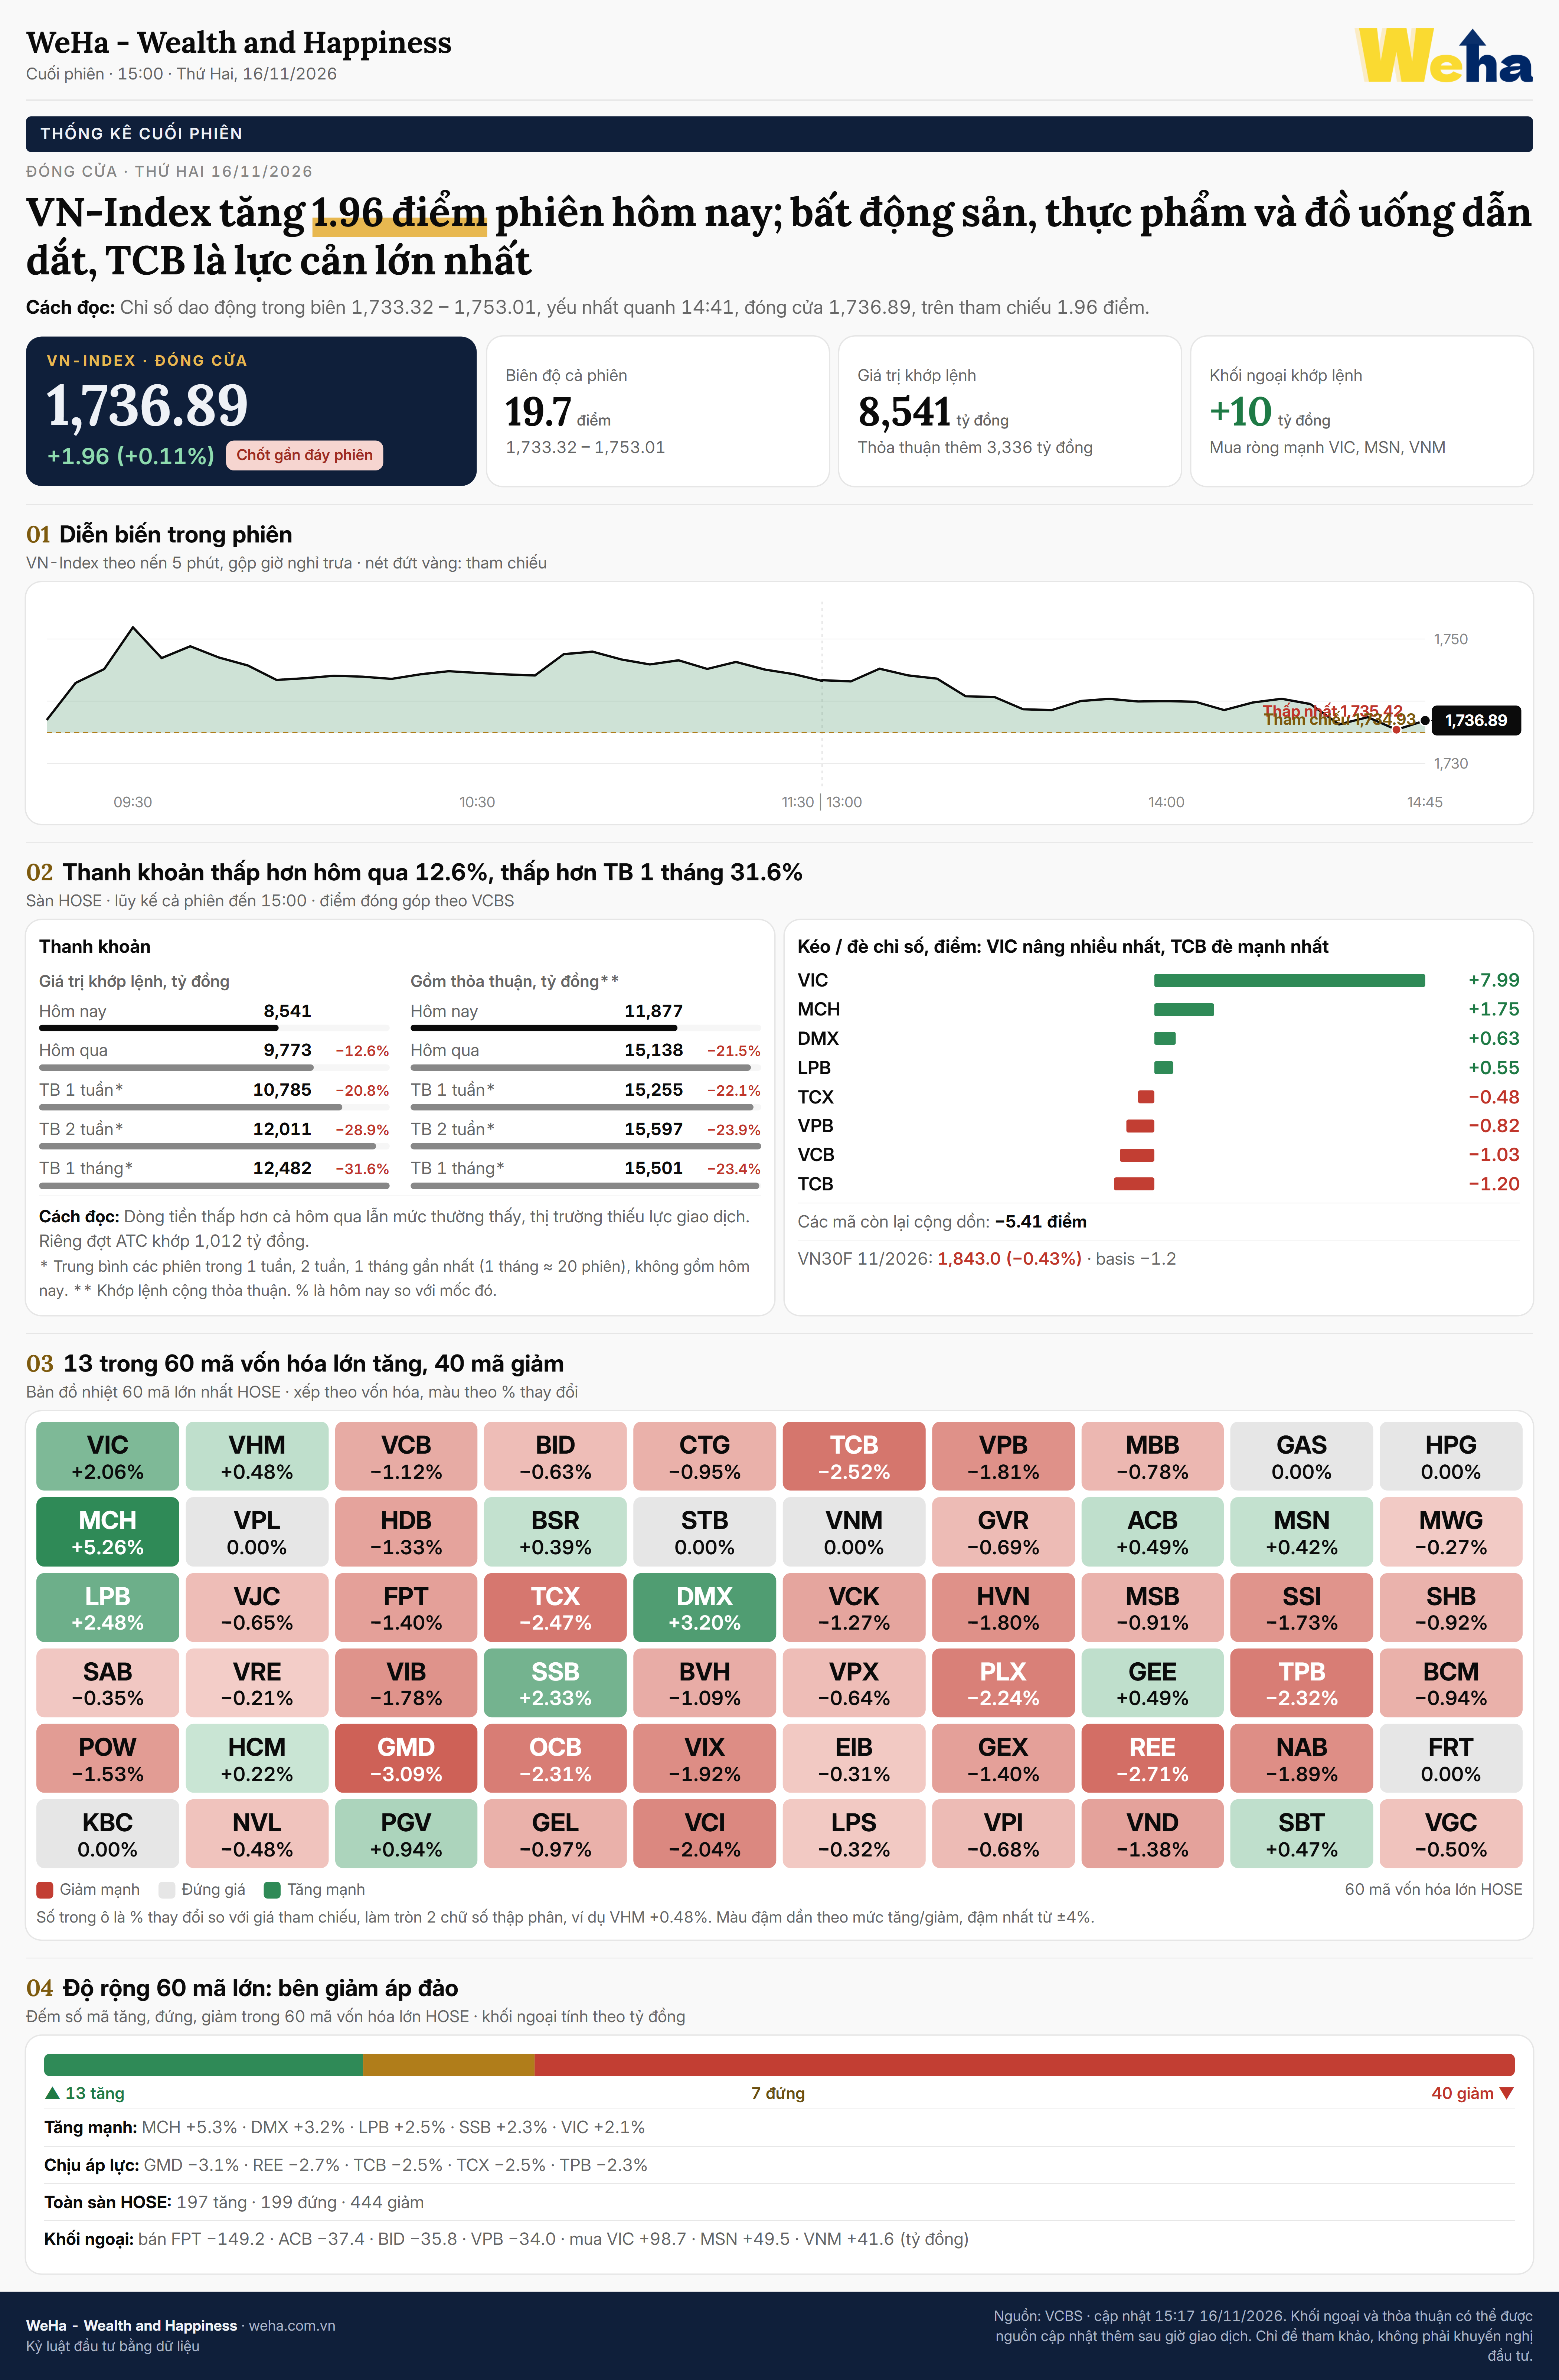 WeHa - Wealth and Happiness
Cuối phiên · 15:00 · Thứ Hai, 16/11/2026
Weha
THỐNG KÊ CUỐI PHIÊN
ĐÓNG CỬA · THỨ HAI 16/11/2026
VN-Index tăng 1.96 điểm phiên hôm nay; bất động sản, thực phẩm và đồ uống dẫn
dắt, TCB là lực cản lớn nhất
Cách đọc: Chỉ số dao động trong biên 1,733.32 – 1,753.01, yếu nhất quanh 14:41, đóng cửa 1,736.89, trên tham chiếu 1.96 điểm.
VN-INDEX · ĐÓNG CỬA
1,736.89
+1.96 (+0.11%) Chốt gần đáy phiên
Biên độ cả phiên
19.7 điểm
1,733.32 – 1,753.01
Giá trị khớp lệnh
8,541 tỷ đồng
Thỏa thuận thêm 3,336 tỷ đồng
Khối ngoại khớp lệnh
+10 tỷ đồng
Mua ròng mạnh VIC, MSN, VNM
01 Diễn biến trong phiên
VN-Index theo nến 5 phút, gộp giờ nghỉ trưa · nét đứt vàng: tham chiếu
1,750
Thấp nhất 1,735.42
Tham chiếu 1,734.93
1,736.89
1,730
09:30 10:30 11:30 | 13:00 14:00 14:45
02 Thanh khoản thấp hơn hôm qua 12.6%, thấp hơn TB 1 tháng 31.6%
Sàn HOSE · lũy kế cả phiên đến 15:00 · điểm đóng góp theo VCBS
Thanh khoản
Giá trị khớp lệnh, tỷ đồng
Hôm nay 8,541
Hôm qua 9,773 −12.6%
TB 1 tuần* 10,785 −20.8%
TB 2 tuần* 12,011 −28.9%
TB 1 tháng* 12,482 −31.6%
Gồm thỏa thuận, tỷ đồng**
Hôm nay 11,877
Hôm qua 15,138 −21.5%
TB 1 tuần* 15,255 −22.1%
TB 2 tuần* 15,597 −23.9%
TB 1 tháng* 15,501 −23.4%
Cách đọc: Dòng tiền thấp hơn cả hôm qua lẫn mức thường thấy, thị trường thiếu lực giao dịch.
Riêng đợt ATC khớp 1,012 tỷ đồng.
* Trung bình các phiên trong 1 tuần, 2 tuần, 1 tháng gần nhất (1 tháng ≈ 20 phiên), không gồm hôm
nay. ** Khớp lệnh cộng thỏa thuận. % là hôm nay so với mốc đó.
Kéo / đè chỉ số, điểm: VIC nâng nhiều nhất, TCB đè mạnh nhất
VIC +7.99
MCH +1.75
DMX +0.63
LPB +0.55
TCX −0.48
VPB −0.82
VCB −1.03
TCB −1.20
Các mã còn lại cộng dồn: −5.41 điểm
VN30F 11/2026: 1,843.0 (−0.43%) · basis −1.2
03 13 trong 60 mã vốn hóa lớn tăng, 40 mã giảm
Bản đồ nhiệt 60 mã lớn nhất HOSE · xếp theo vốn hóa, màu theo % thay đổi
VIC VHM VCB BID CTG TCB VPB MBB GAS HPG
+2.06% +0.48% −1.12% −0.63% −0.95% −2.52% −1.81% −0.78% 0.00% 0.00%
MCH VPL HDB BSR STB VNM GVR ACB MSN MWG
+5.26% 0.00% −1.33% +0.39% 0.00% 0.00% −0.69% +0.49% +0.42% −0.27%
LPB VJC FPT TCX DMX VCK HVN MSB SSI SHB
+2.48% −0.65% −1.40% −2.47% +3.20% −1.27% −1.80% −0.91% −1.73% −0.92%
SAB VRE VIB SSB BVH VPX PLX GEE TPB BCM
−0.35% −0.21% −1.78% +2.33% −1.09% −0.64% −2.24% +0.49% −2.32% −0.94%
POW HCM GMD OCB VIX EIB GEX REE NAB FRT
−1.53% +0.22% −3.09% −2.31% −1.92% −0.31% −1.40% −2.71% −1.89% 0.00%
KBC NVL PGV GEL VCI LPS VPI VND SBT VGC
0.00% −0.48% +0.94% −0.97% −2.04% −0.32% −0.68% −1.38% +0.47% −0.50%
Giảm mạnh Đứng giá Tăng mạnh 60 mã vốn hóa lớn HOSE
Số trong ô là % thay đổi so với giá tham chiếu, làm tròn 2 chữ số thập phân, ví dụ VHM +0.48%. Màu đậm dần theo mức tăng/giảm, đậm nhất từ ±4%.
04 Độ rộng 60 mã lớn: bên giảm áp đảo
Đếm số mã tăng, đứng, giảm trong 60 mã vốn hóa lớn HOSE · khối ngoại tính theo tỷ đồng
▲ 13 tăng 7 đứng 40 giảm ▼
Tăng mạnh: MCH +5.3% · DMX +3.2% · LPB +2.5% · SSB +2.3% · VIC +2.1%
Chịu áp lực: GMD −3.1% · REE −2.7% · TCB −2.5% · TCX −2.5% · TPB −2.3%
Toàn sàn HOSE: 197 tăng · 199 đứng · 444 giảm
Khối ngoại: bán FPT −149.2 · ACB −37.4 · BID −35.8 · VPB −34.0 · mua VIC +98.7 · MSN +49.5 · VNM +41.6 (tỷ đồng)
WeHa - Wealth and Happiness · weha.com.vn
Kỷ luật đầu tư bằng dữ liệu
Nguồn: VCBS · cập nhật 15:17 16/11/2026. Khối ngoại và thỏa thuận có thể được
nguồn cập nhật thêm sau giờ giao dịch. Chỉ để tham khảo, không phải khuyến nghị
đầu tư.